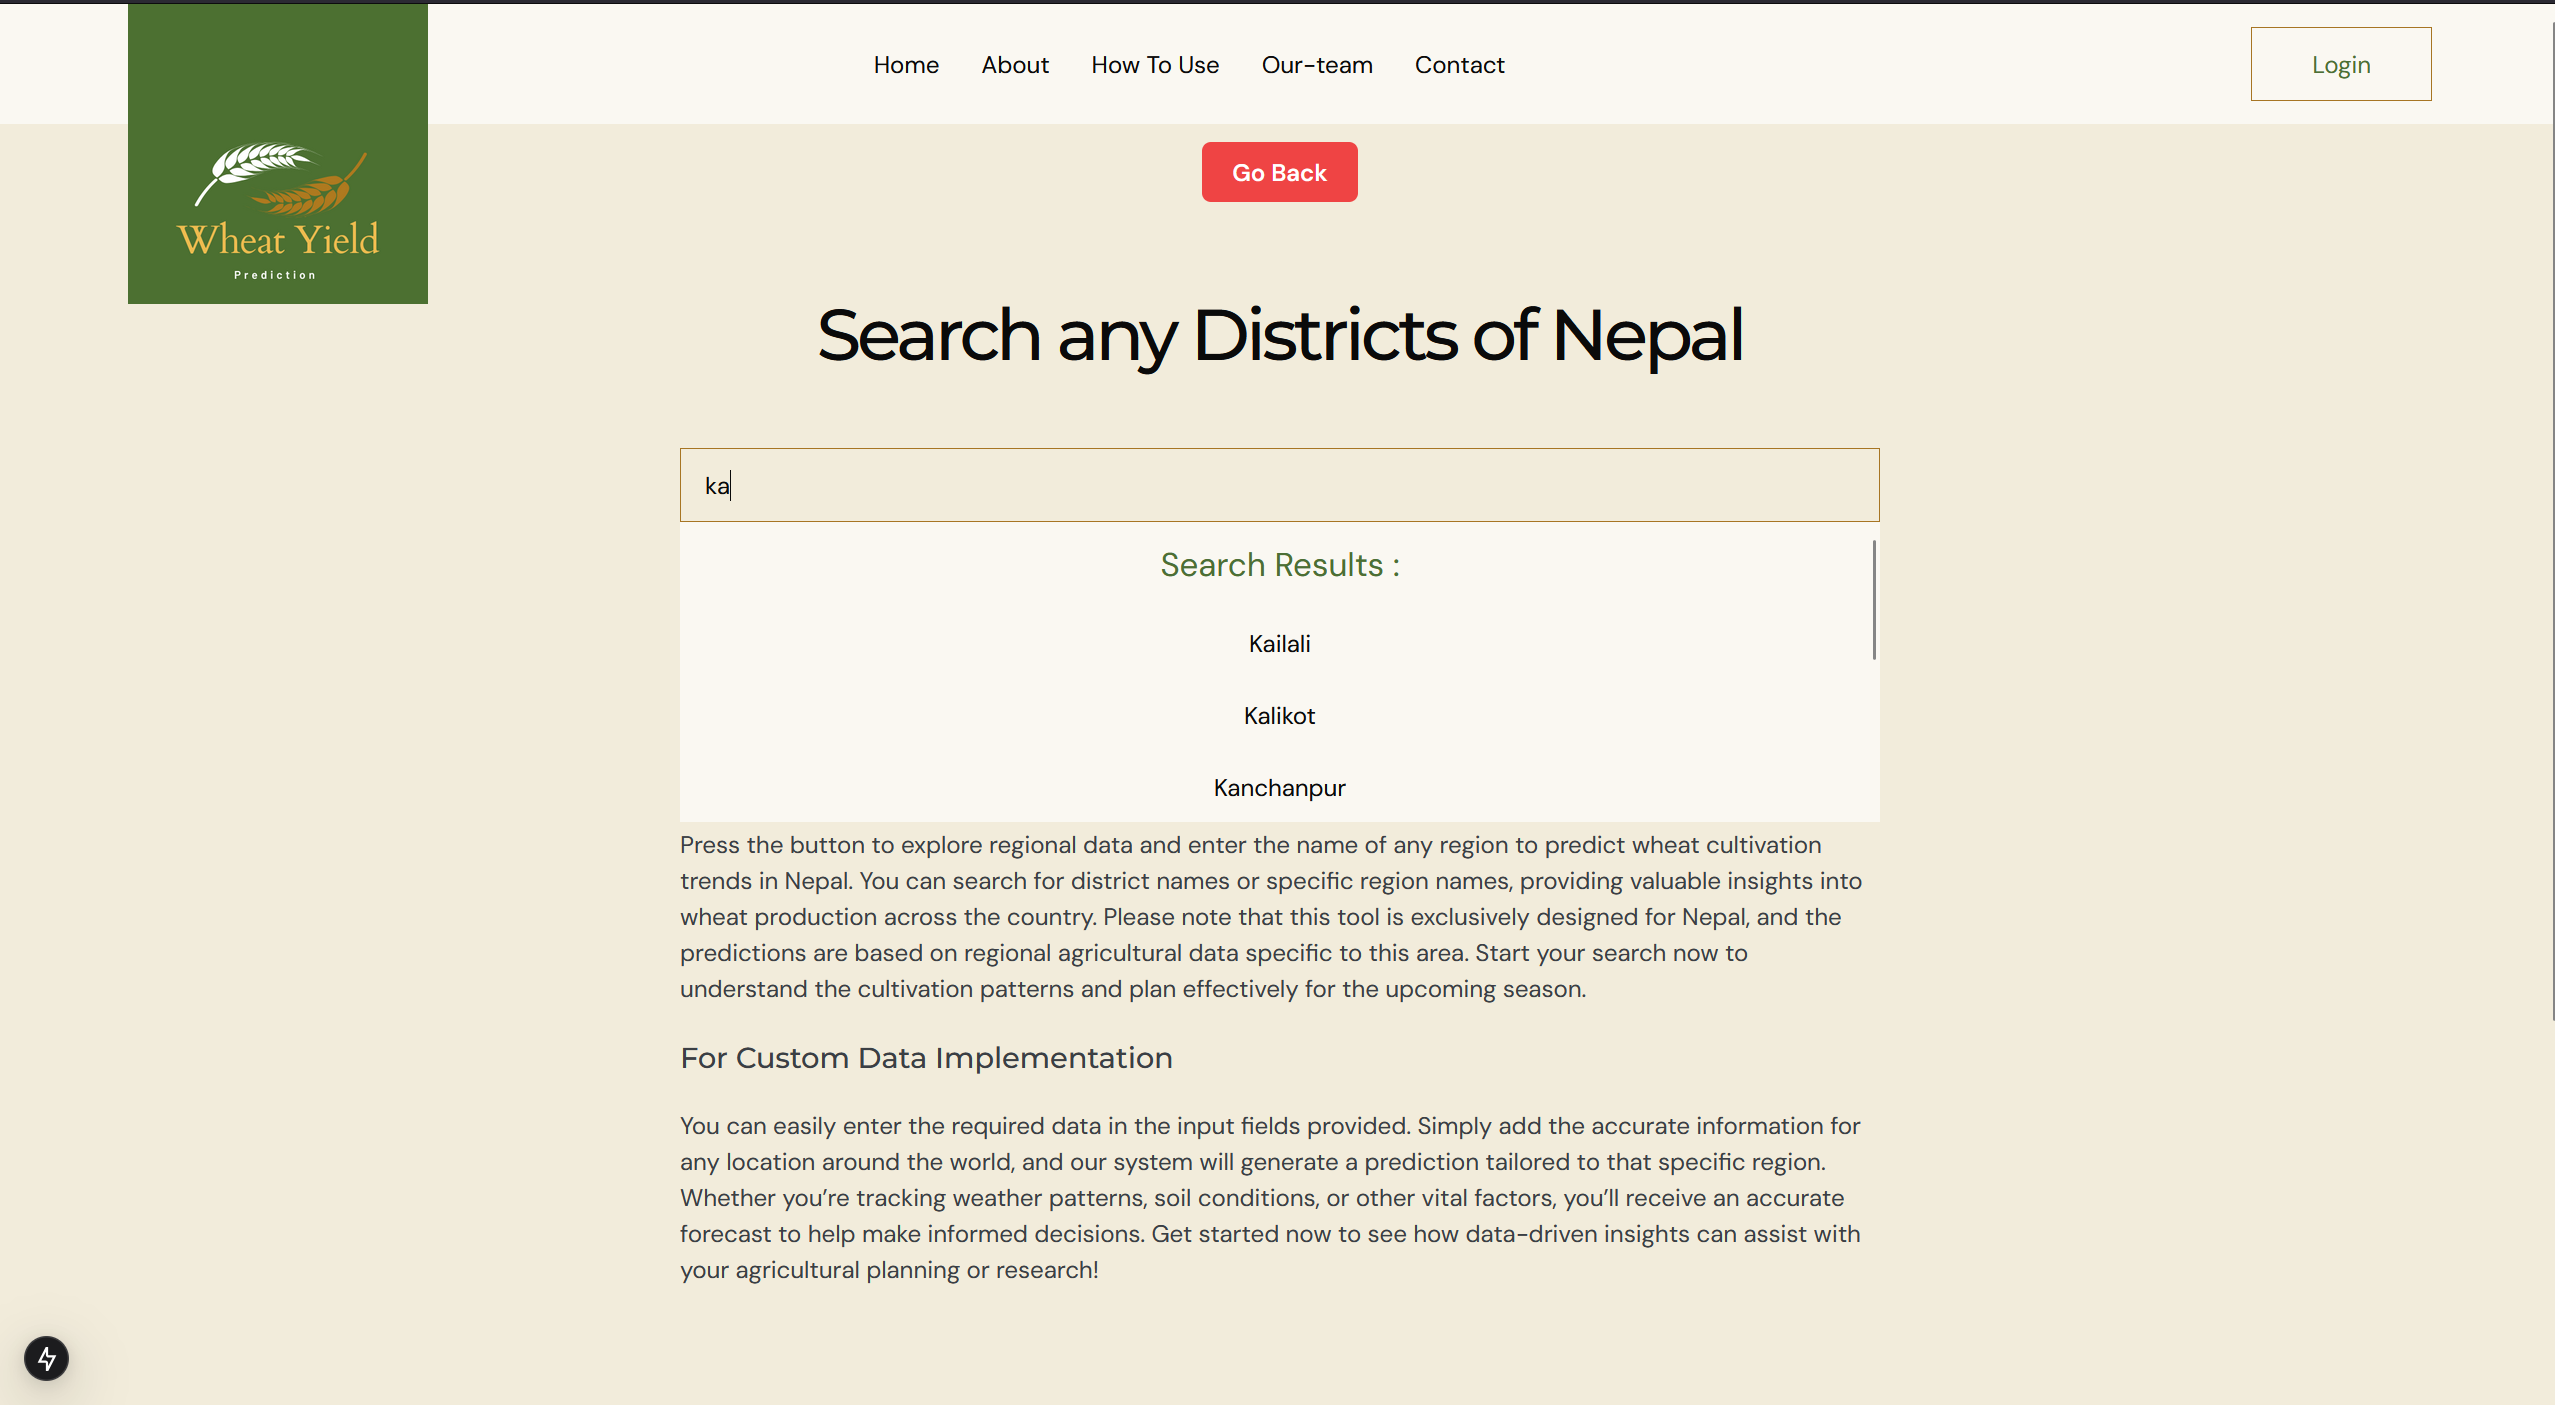 Home About How To Use Our-team Contact
Login
Go Back
Wheat Yield
Prediction
Search any Districts of Nepal
ka
Search Results :
Kailali
Kalikot
Kanchanpur
Press the button to explore regional data and enter the name of any region to predict wheat cultivation
trends in Nepal. You can search for district names or specific region names, providing valuable insights into
wheat production across the country. Please note that this tool is exclusively designed for Nepal, and the
predictions are based on regional agricultural data specific to this area. Start your search now to
understand the cultivation patterns and plan effectively for the upcoming season.
For Custom Data Implementation
You can easily enter the required data in the input fields provided. Simply add the accurate information for
any location around the world, and our system will generate a prediction tailored to that specific region.
Whether you’re tracking weather patterns, soil conditions, or other vital factors, you’ll receive an accurate
forecast to help make informed decisions. Get started now to see how data-driven insights can assist with
your agricultural planning or research!